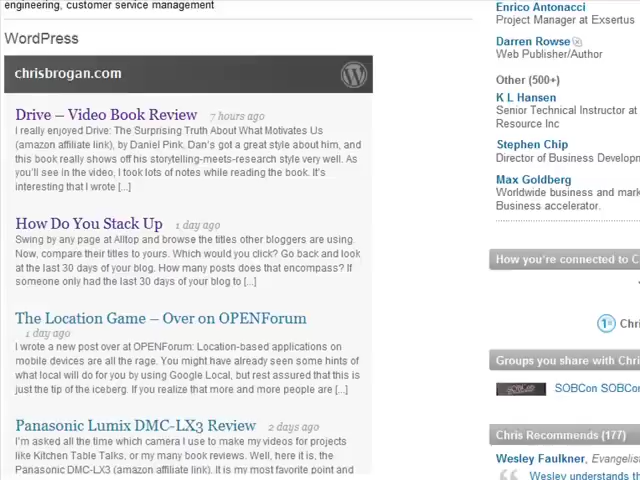 engineering, customer service management
WordPress
chrisbrogan.com
Drive – Video Book Review 7 hours ago
I really enjoyed Drive: The Surprising Truth About What Motivates Us
(amazon affiliate link), by Daniel Pink. Dan's got a great style about him, and
this book really shows off his storytelling-meets-research style very well. As
you'll see in the video, I took lots of notes while reading the book. It's
interesting that I wrote [...]
How Do You Stack Up 1 day ago
Swing by any page at Alltop and browse the titles other bloggers are using.
Now, compare their titles to yours. Which would you click? Go back and look
at the last 30 days of your blog. How many posts does that encompass? If
someone only had the last 30 days of your blog to [...]
The Location Game – Over on OPENForum
1 day ago
I wrote a new post over at OPENForum: Location-based applications on
mobile devices are all the rage. You might have already seen some hints of
what local will do for you by using Google Local, but rest assured that this is
just the tip of the iceberg. If you realize that more and more people are [...]
Panasonic Lumix DMC-LX3 Review 2 days ago
I'm asked all the time which camera I use to make my videos for projects
like Kitchen Table Talks, or my many book reviews. Well, here it is, the
Panasonic DMC-LX3 (amazon affiliate link). It is my most favorite point and
Enrico Antonacci
Project Manager at Exsertus
Darren Rowse
Web Publisher/Author
Other (500+)
K L Hansen
Senior Technical Instructor at
Resource Inc
Stephen Chip
Director of Business Developm
Max Goldberg
Worldwide business and mark
Business accelerator.
How you're connected to C
1st Chri
Groups you share with Chri
SOBCon SOBCon
Chris Recommends (177)
Wesley Faulkner, Evangelis
Wesley understands th